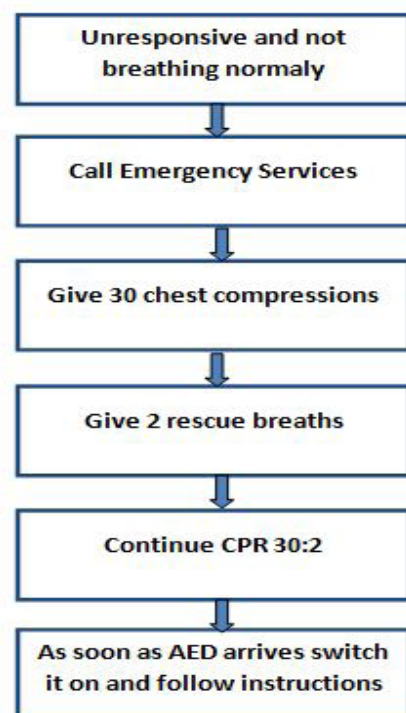 Unresponsive and not
breathing normaly
Call Emergency Services
Give 30 chest compressions
Give 2 rescue breaths
Continue CPR 30:2
As soon as AED arrives switch
it on and follow instructions